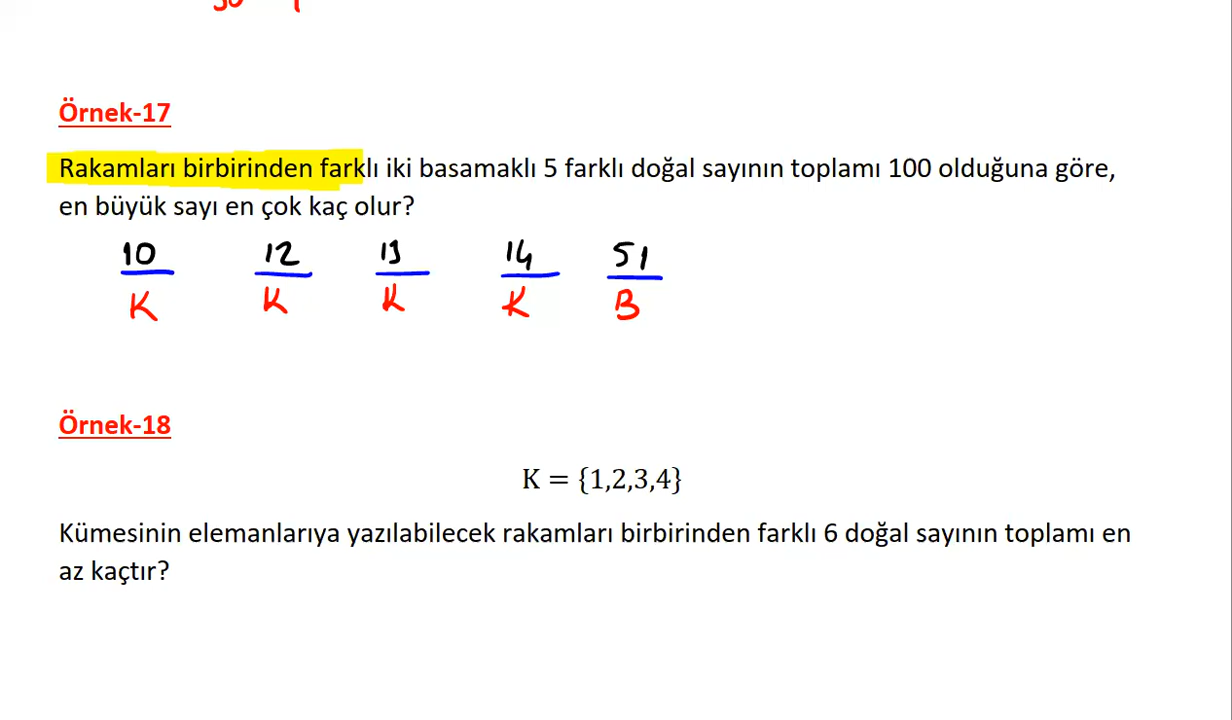 Örnek-17
Rakamları birbirinden farklı iki basamaklı 5 farklı doğal sayının toplamı 100 olduğuna göre,
en büyük sayı en çok kaç olur?
10 12 13 14 51
K K K K B
Örnek-18
K = {1,2,3,4}
Kümesinin elemanlarıya yazılabilecek rakamları birbirinden farklı 6 doğal sayının toplamı en
az kaçtır?